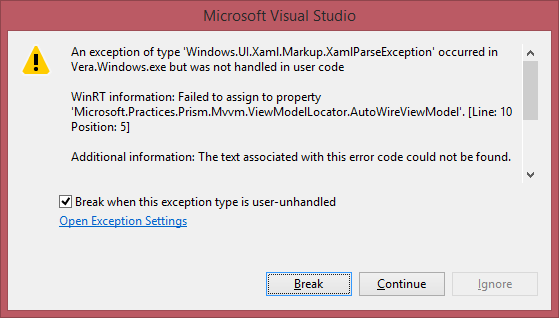 Microsoft Visual Studio
An exception of type 'Windows.UI.Xaml.Markup.XamlParseException' occurred in
Vera.Windows.exe but was not handled in user code
WinRT information: Failed to assign to property
'Microsoft.Practices.Prism.Mvvm.ViewModelLocator.AutoWireViewModel'. [Line: 10
Position: 5]
Additional information: The text associated with this error code could not be found.
Break when this exception type is user-unhandled
Open Exception Settings
Break Continue Ignore